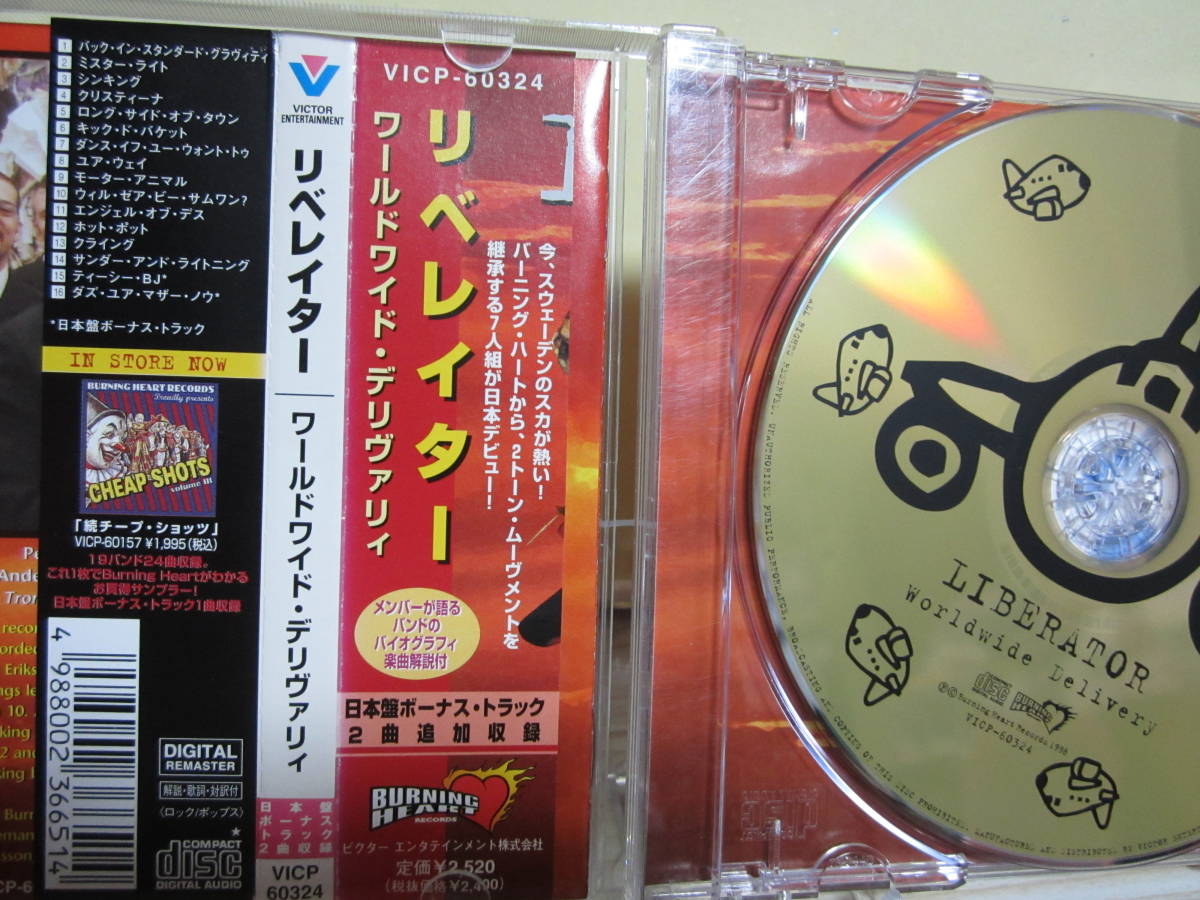 1 バック・イン・スタンダード・グラヴィティ
2 ミスター・ライト
3 シンキング
4 クリスティーナ
5 ロング・サイド・オブ・タウン
6 キック・ド・バケット
7 ダンス・イフ・ユー・ウォント・トゥ
8 ユア・ウェイ
9 モーター・アニマル
10 ウィル・ゼア・ビー・サムワン?
11 エンジェル・オブ・デス
12 ホット・ポット
13 クライング
14 サンダー・アンド・ライトニング
15 ティーシー・BJ*
16 ダズ・ユア・マザー・ノウ*
*日本盤ボーナス・トラック
IN STORE NOW
BURNING HEART RECORDS
Proudly presents
CHEAP SHOTS
volume III
「続チープ・ショッツ」
VICP-60157 ¥1,995(税込)
19バンド24曲収録。
これ1枚でBurning Heartがわかる
お買得サンプラー!
日本盤ボーナス・トラック1曲収録
4 988002 366514
DIGITAL
REMASTER
解説・歌詞・対訳付
〈ロック/ポップス〉
★
COMPACT
disc
DIGITAL AUDIO
VICTOR
ENTERTAINMENT
リベレイター
ワールドワイド・デリヴァリィ
日本盤
ボーナス
トラック
2曲収録
VICP
60324
VICP-60324
リベレイター
ワールドワイド・デリヴァリィ
今、スウェーデンのスカが熱い!
バーニング・ハートから、2トーン・ムーヴメントを
継承する7人組が日本デビュー!
メンバーが語る
バンドの
バイオグラフィ
楽曲解説付
日本盤ボーナス・トラック
2曲追加収録
BURNING
HEART
RECORDS
ビクター エンタテインメント株式会社
定価¥2,520
(税抜価格¥2,400)
LIBERATOR
Worldwide Delivery
disc
BURNING HEART
℗© Burning Heart Records 1998
VICP-60324